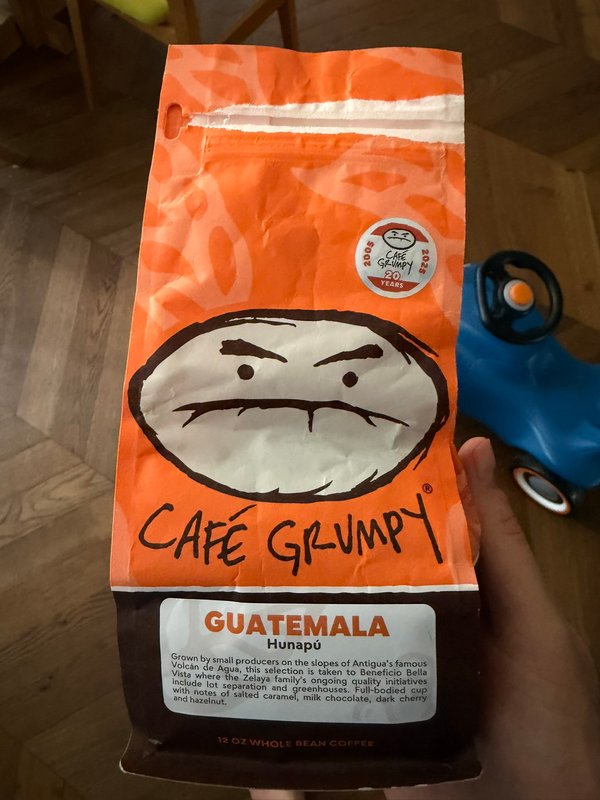 2005
CAFÉ
GRUMPY
2025
20
YEARS
CAFÉ GRUMPY®
GUATEMALA
Hunapú
Grown by small producers on the slopes of Antigua's famous
Volcán de Agua, this selection is taken to Beneficio Bella
Vista where the Zelaya family's ongoing quality initiatives
include lot separation and greenhouses. Full-bodied cup
with notes of salted caramel, milk chocolate, dark cherry
and hazelnut.
12 OZ WHOLE BEAN COFFEE